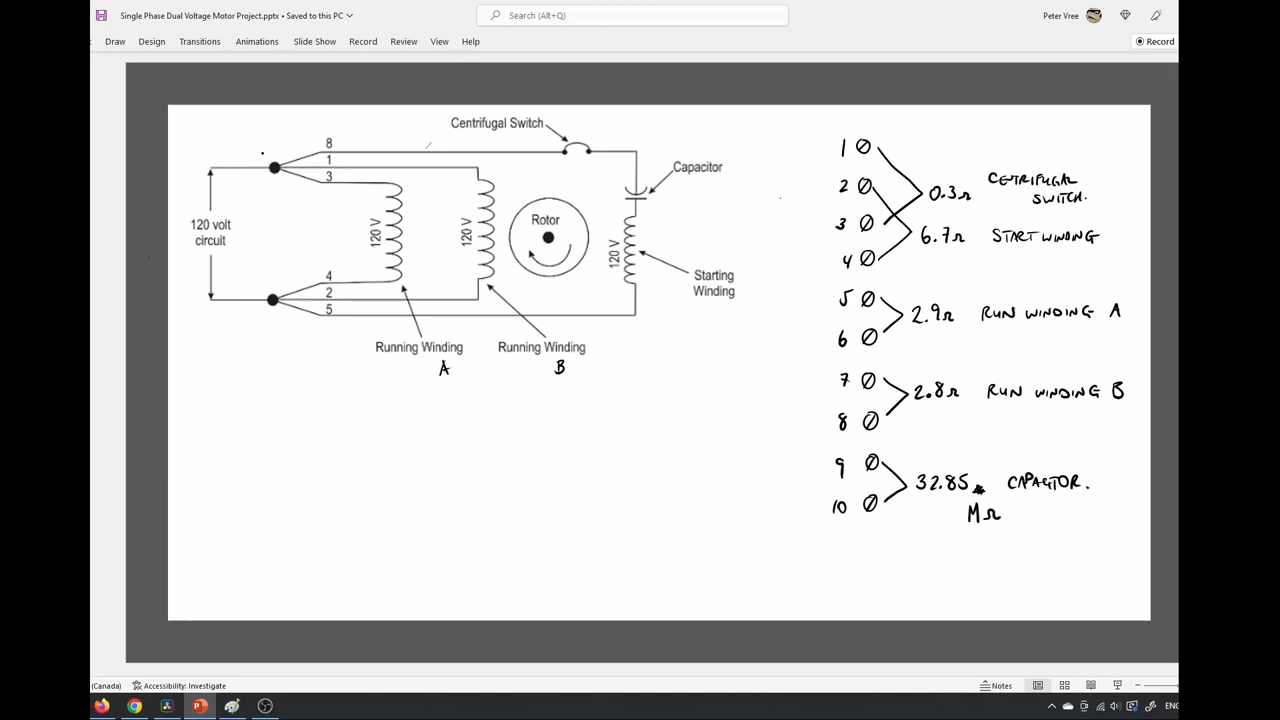 Single Phase Dual Voltage Motor Project.pptx • Saved to this PC
Search (Alt+Q)
Peter Vree
Draw
Design
Transitions
Animations
Slide Show
Record
Review
View
Help
Record
Centrifugal Switch
8
1
3
Capacitor
120 volt
circuit
120 V
120 V
Rotor
120 V
Starting
Winding
4
2
5
Running Winding
A
Running Winding
B
1
2
3
4
0.3Ω CENTRIFUGAL
SWITCH.
6.7Ω START WINDING
5
6
2.9Ω RUN WINDING A
7
8
2.8Ω RUN WINDING B
9
10
32.85 CAPACITOR.
MΩ
(Canada)
Accessibility: Investigate
Notes
ENG